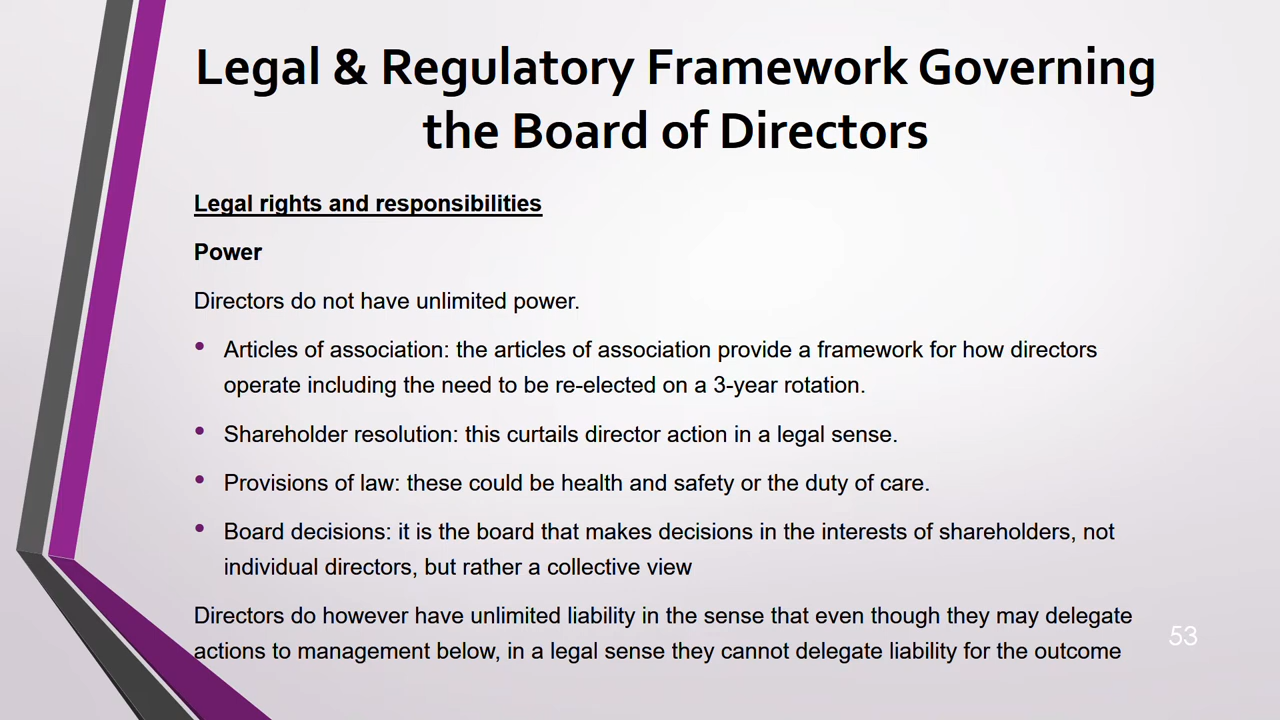 Legal & Regulatory Framework Governing
the Board of Directors
Legal rights and responsibilities
Power
Directors do not have unlimited power.
• Articles of association: the articles of association provide a framework for how directors
operate including the need to be re-elected on a 3-year rotation.
• Shareholder resolution: this curtails director action in a legal sense.
• Provisions of law: these could be health and safety or the duty of care.
• Board decisions: it is the board that makes decisions in the interests of shareholders, not
individual directors, but rather a collective view
Directors do however have unlimited liability in the sense that even though they may delegate
actions to management below, in a legal sense they cannot delegate liability for the outcome
53